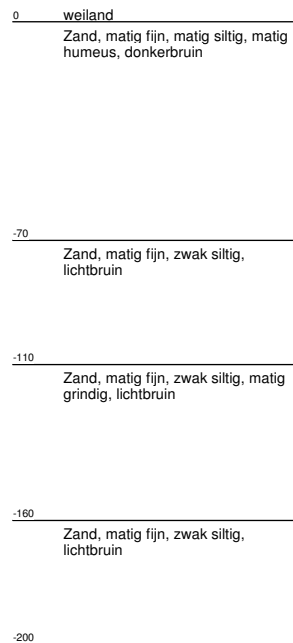 0 weiland
Zand, matig fijn, matig siltig, matig
humeus, donkerbruin
-70
Zand, matig fijn, zwak siltig,
lichtbruin
-110
Zand, matig fijn, zwak siltig, matig
grindig, lichtbruin
-160
Zand, matig fijn, zwak siltig,
lichtbruin
-200